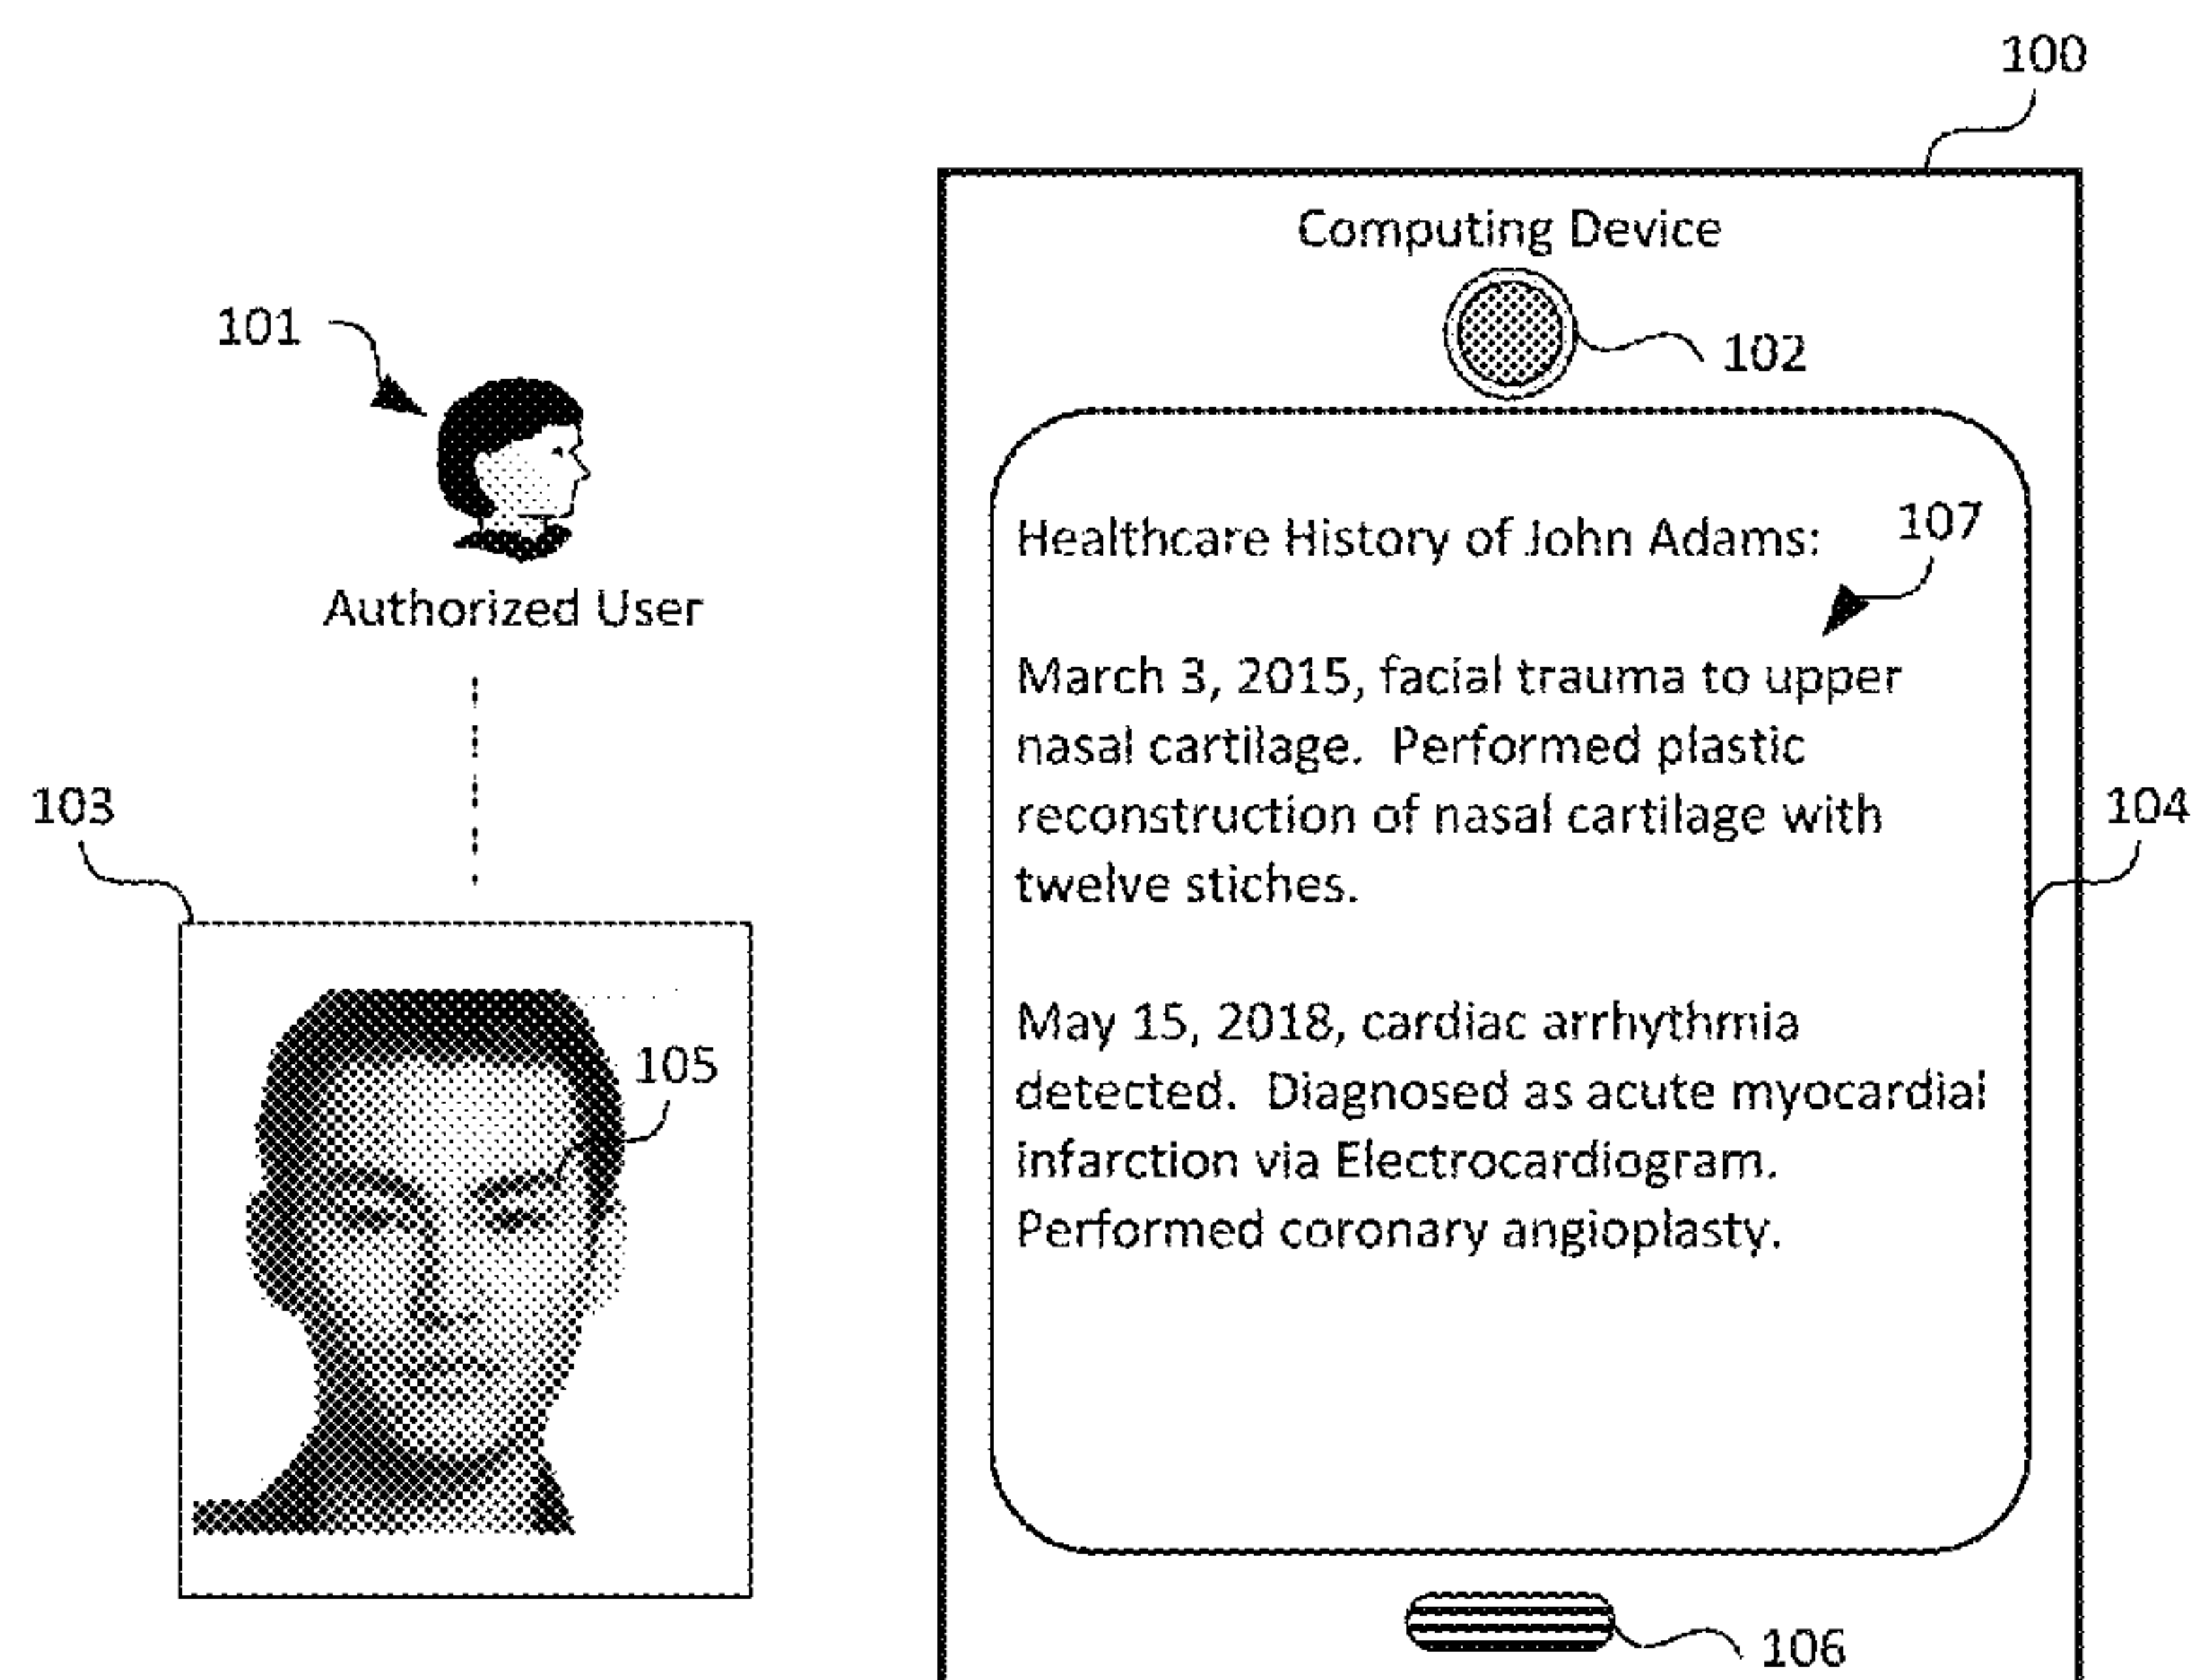 100
Computing Device
101
102
Authorized User
Healthcare History of John Adams:
107
March 3, 2015, facial trauma to upper
nasal cartilage.  Performed plastic
reconstruction of nasal cartilage with
twelve stiches.
103
104
May 15, 2018, cardiac arrhythmia
detected.  Diagnosed as acute myocardial
infarction via Electrocardiogram.
Performed coronary angioplasty.
105
106